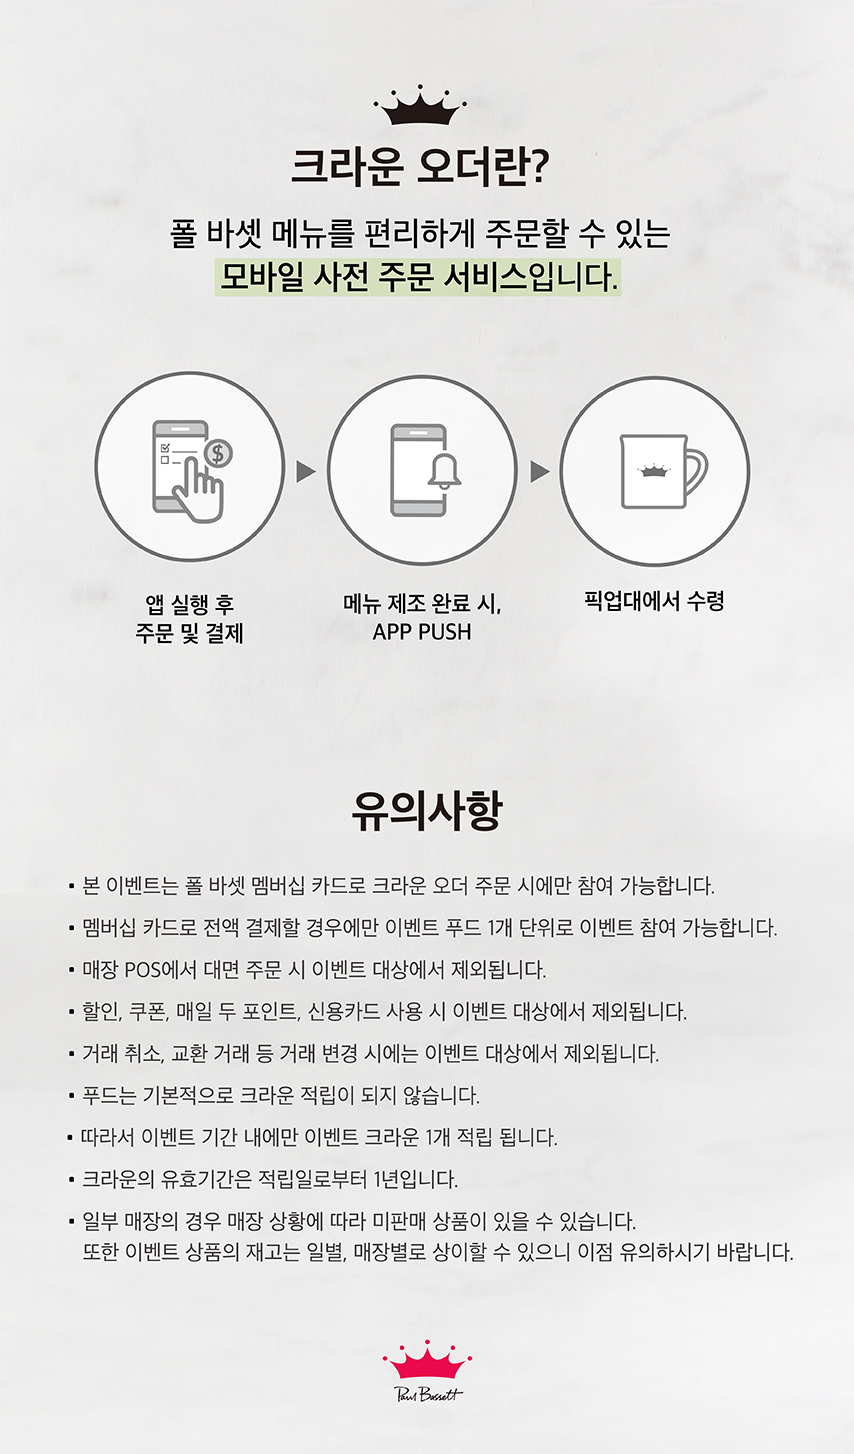 크라운 오더란?
폴 바셋 메뉴를 편리하게 주문할 수 있는
모바일 사전 주문 서비스입니다.
$
앱 실행 후
주문 및 결제
메뉴 제조 완료 시,
APP PUSH
픽업대에서 수령
유의사항
• 본 이벤트는 폴 바셋 멤버십 카드로 크라운 오더 주문 시에만 참여 가능합니다.
• 멤버십 카드로 전액 결제할 경우에만 이벤트 푸드 1개 단위로 이벤트 참여 가능합니다.
• 매장 POS에서 대면 주문 시 이벤트 대상에서 제외됩니다.
• 할인, 쿠폰, 매일 두 포인트, 신용카드 사용 시 이벤트 대상에서 제외됩니다.
• 거래 취소, 교환 거래 등 거래 변경 시에는 이벤트 대상에서 제외됩니다.
• 푸드는 기본적으로 크라운 적립이 되지 않습니다.
• 따라서 이벤트 기간 내에만 이벤트 크라운 1개 적립 됩니다.
• 크라운의 유효기간은 적립일로부터 1년입니다.
• 일부 매장의 경우 매장 상황에 따라 미판매 상품이 있을 수 있습니다.
또한 이벤트 상품의 재고는 일별, 매장별로 상이할 수 있으니 이점 유의하시기 바랍니다.
Paul Bassett